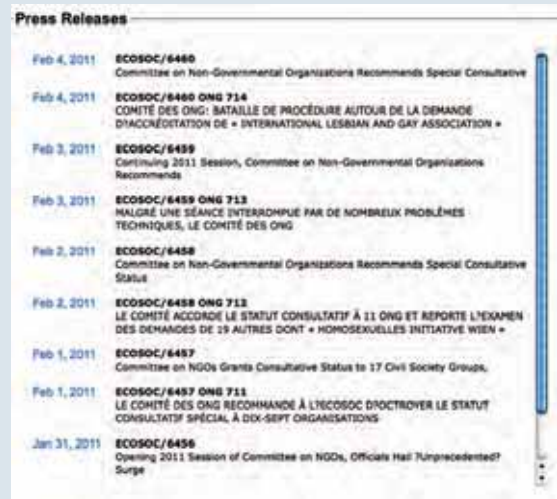 Press Releases
Feb 4, 2011 ECOSOC/6460
Committee on Non-Governmental Organizations Recommends Special Consultative
Feb 4, 2011 ECOSOC/6460 ONG 714
COMITÉ DES ONG: BATAILLE DE PROCÉDURE AUTOUR DE LA DEMANDE
D?ACCRÉDITATION DE « INTERNATIONAL LESBIAN AND GAY ASSOCIATION »
Feb 3, 2011 ECOSOC/6459
Continuing 2011 Session, Committee on Non-Governmental Organizations
Recommends
Feb 3, 2011 ECOSOC/6459 ONG 713
MALGRÉ UNE SÉANCE INTERROMPUE PAR DE NOMBREUX PROBLÈMES
TECHNIQUES, LE COMITÉ DES ONG
Feb 2, 2011 ECOSOC/6458
Committee on Non-Governmental Organizations Recommends Special Consultative
Status
Feb 2, 2011 ECOSOC/6458 ONG 712
LE COMITÉ ACCORDE LE STATUT CONSULTATIF À 11 ONG ET REPORTE L?EXAMEN
DES DEMANDES DE 19 AUTRES DONT « HOMOSEXUELLES INITIATIVE WIEN »
Feb 1, 2011 ECOSOC/6457
Committee on NGOs Grants Consultative Status to 17 Civil Society Groups,
Feb 1, 2011 ECOSOC/6457 ONG 711
LE COMITÉ DES ONG RECOMMANDE À L?ECOSOC D?OCTROYER LE STATUT
CONSULTATIF SPÉCIAL À DIX-SEPT ORGANISATIONS
Jan 31, 2011 ECOSOC/6456
Opening 2011 Session of Committee on NGOs, Officials Hail ?Unprecedented?
Surge